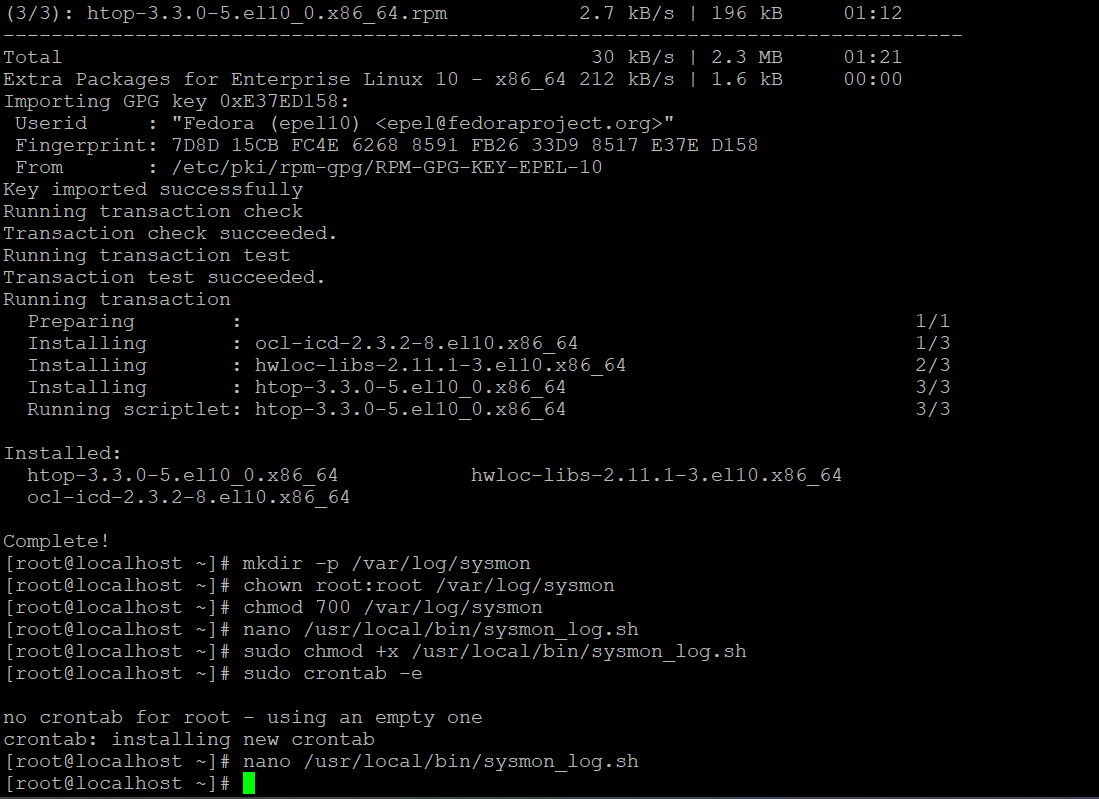 (3/3): htop-3.3.0-5.el10_0.x86_64.rpm 2.7 kB/s | 196 kB 01:12
--------------------------------------------------------------------------------
Total 30 kB/s | 2.3 MB 01:21
Extra Packages for Enterprise Linux 10 - x86_64 212 kB/s | 1.6 kB 00:00
Importing GPG key 0xE37ED158:
 Userid     : "Fedora (epel10) <epel@fedoraproject.org>"
 Fingerprint: 7D8D 15CB FC4E 6268 8591 FB26 33D9 8517 E37E D158
 From       : /etc/pki/rpm-gpg/RPM-GPG-KEY-EPEL-10
Key imported successfully
Running transaction check
Transaction check succeeded.
Running transaction test
Transaction test succeeded.
Running transaction
  Preparing        : 1/1
  Installing       : ocl-icd-2.3.2-8.el10.x86_64 1/3
  Installing       : hwloc-libs-2.11.1-3.el10.x86_64 2/3
  Installing       : htop-3.3.0-5.el10_0.x86_64 3/3
  Running scriptlet: htop-3.3.0-5.el10_0.x86_64 3/3
Installed:
  htop-3.3.0-5.el10_0.x86_64 hwloc-libs-2.11.1-3.el10.x86_64
  ocl-icd-2.3.2-8.el10.x86_64
Complete!
[root@localhost ~]# mkdir -p /var/log/sysmon
[root@localhost ~]# chown root:root /var/log/sysmon
[root@localhost ~]# chmod 700 /var/log/sysmon
[root@localhost ~]# nano /usr/local/bin/sysmon_log.sh
[root@localhost ~]# sudo chmod +x /usr/local/bin/sysmon_log.sh
[root@localhost ~]# sudo crontab -e
no crontab for root - using an empty one
crontab: installing new crontab
[root@localhost ~]# nano /usr/local/bin/sysmon_log.sh
[root@localhost ~]#